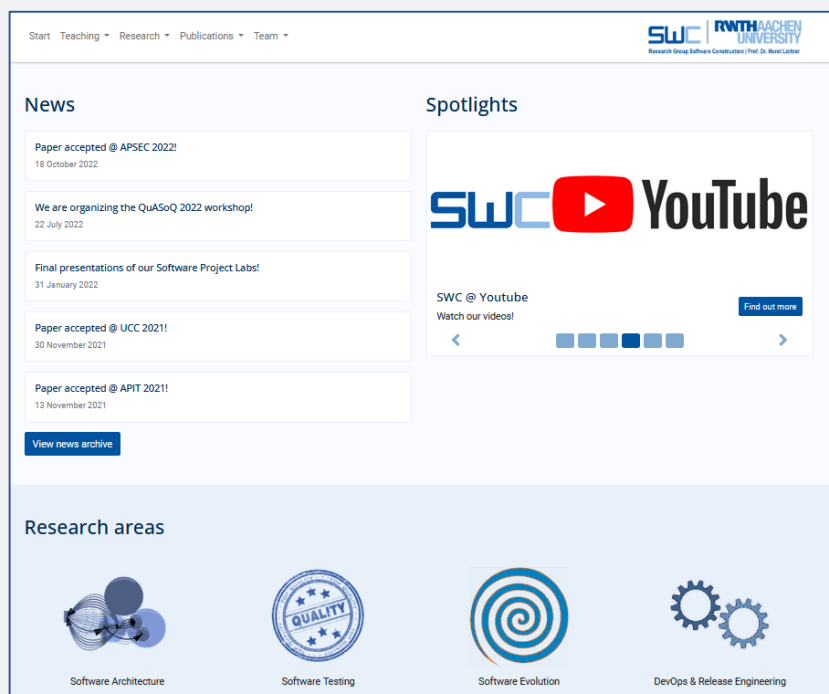 Start Teaching Research Publications Team
SWC RWTHAACHEN
UNIVERSITY
Research Group Software Construction | Prof. Dr. Horst Lichter
News
Paper accepted @ APSEC 2022!
18 October 2022
We are organizing the QuASoQ 2022 workshop!
22 July 2022
Final presentations of our Software Project Labs!
31 January 2022
Paper accepted @ UCC 2021!
30 November 2021
Paper accepted @ APIT 2021!
13 November 2021
View news archive
Spotlights
SWC YouTube
SWC @ Youtube
Watch our videos!
Find out more
Research areas
QUALITY
Software Architecture
Software Testing
Software Evolution
DevOps & Release Engineering